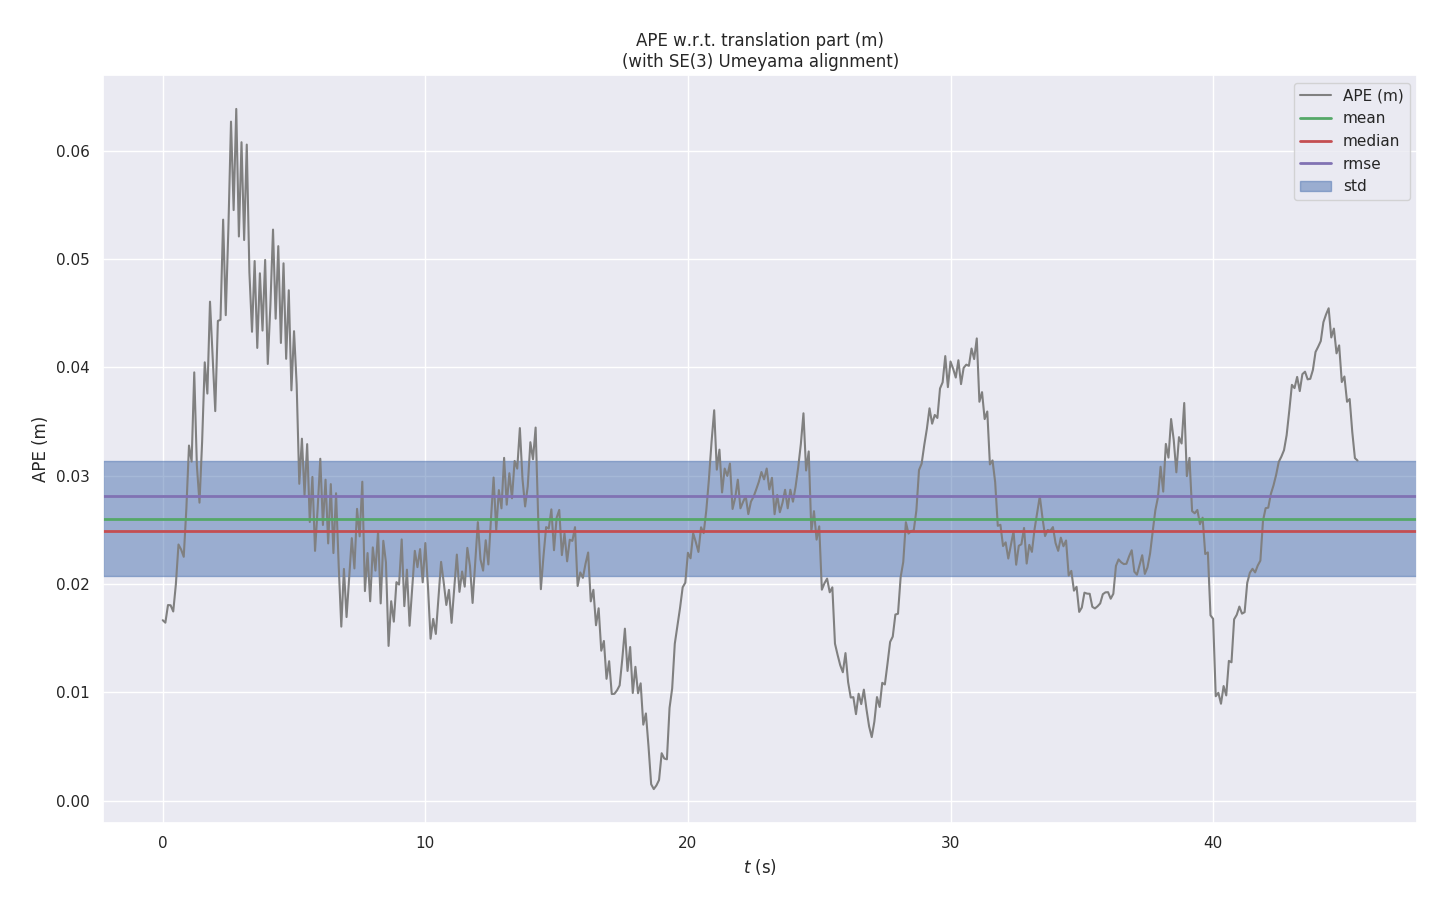 APE w.r.t. translation part (m)
(with SE(3) Umeyama alignment)
APE (m)
mean
median
rmse
std
APE (m)
0.06
0.05
0.04
0.03
0.02
0.01
0.00
0
10
20
30
40
t (s)